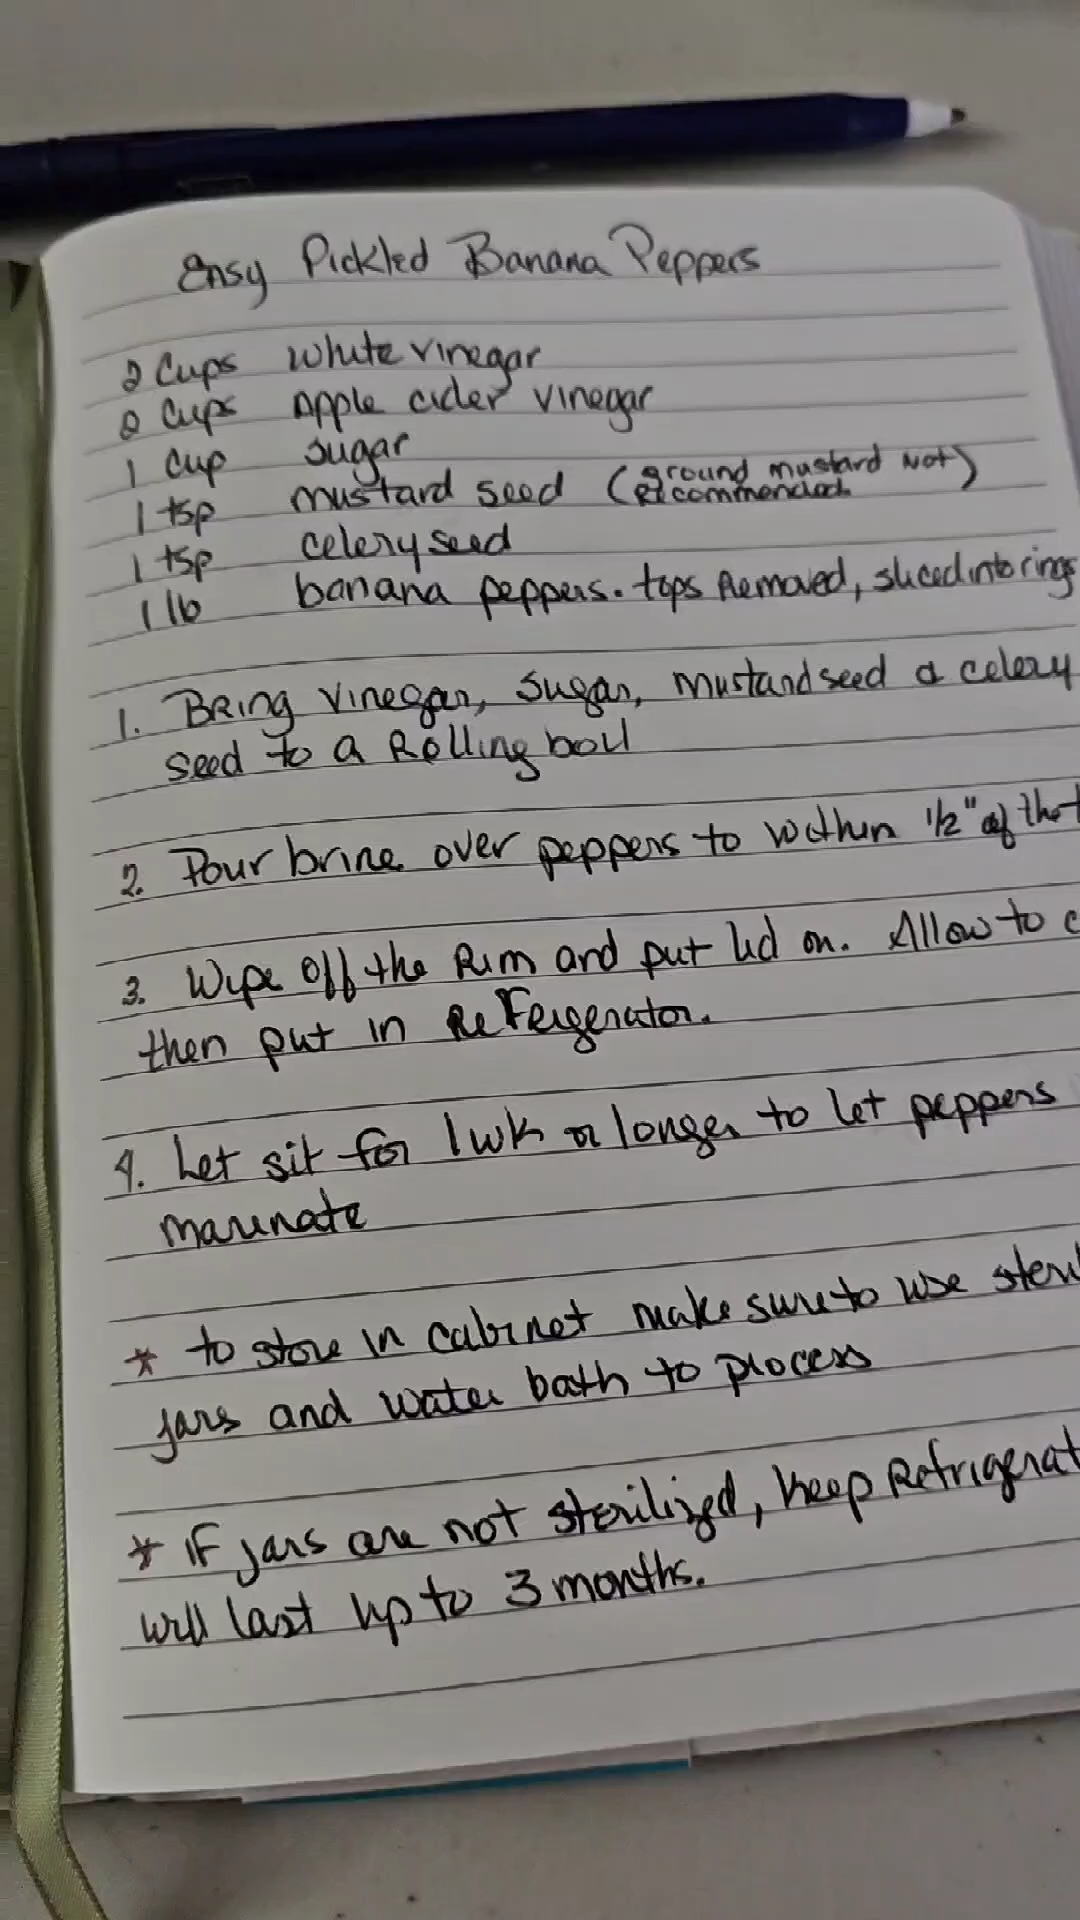 Easy Pickled Banana Peppers
2 Cups white vinegar
2 Cups Apple cider vinegar
1 Cup sugar
1 tsp mustard seed (ground mustard not recommended)
1 tsp celery seed
1 lb banana peppers. tops Removed, sliced into rings
1. Bring vinegar, sugar, mustard seed & celery
seed to a Rolling boil
2. Pour brine over peppers to within 1/2" of the
3. Wipe off the Rim and put lid on. Allow to
then put in Refergerator.
4. Let sit for 1 wk or longer to let peppers
marinate
* to store in cabinet make sure to use
jars and water bath to process
* if jars are not sterilized, keep
will last up to 3 months.